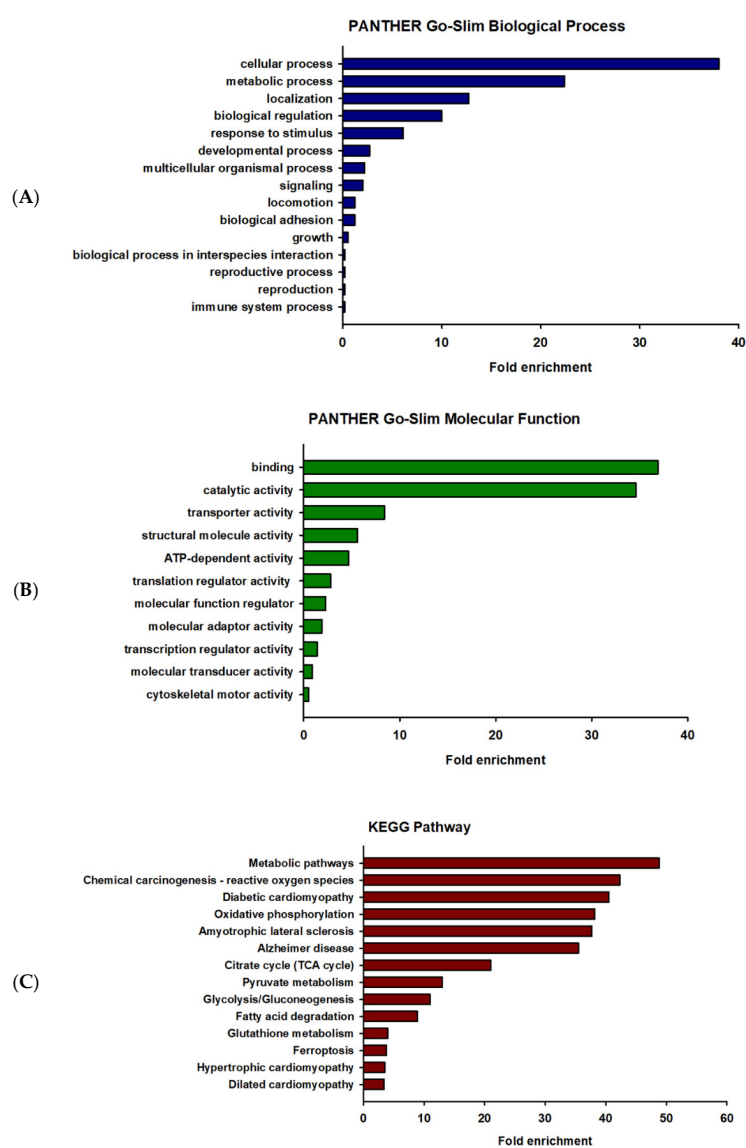 PANTHER Go-Slim Biological Process
cellular process
metabolic process
localization
biological regulation
response to stimulus
developmental process
multicellular organismal process
signaling
locomotion
biological adhesion
growth
biological process in interspecies interaction
reproductive process
reproduction
immune system process
(A)
0 10 20 30 40
Fold enrichment
PANTHER Go-Slim Molecular Function
binding
catalytic activity
transporter activity
structural molecule activity
ATP-dependent activity
translation regulator activity
molecular function regulator
molecular adaptor activity
transcription regulator activity
molecular transducer activity
cytoskeletal motor activity
(B)
0 10 20 30 40
Fold enrichment
KEGG Pathway
Metabolic pathways
Chemical carcinogenesis - reactive oxygen species
Diabetic cardiomyopathy
Oxidative phosphorylation
Amyotrophic lateral sclerosis
Alzheimer disease
Citrate cycle (TCA cycle)
Pyruvate metabolism
Glycolysis/Gluconeogenesis
Fatty acid degradation
Glutathione metabolism
Ferroptosis
Hypertrophic cardiomyopathy
Dilated cardiomyopathy
(C)
0 10 20 30 40 50 60
Fold enrichment